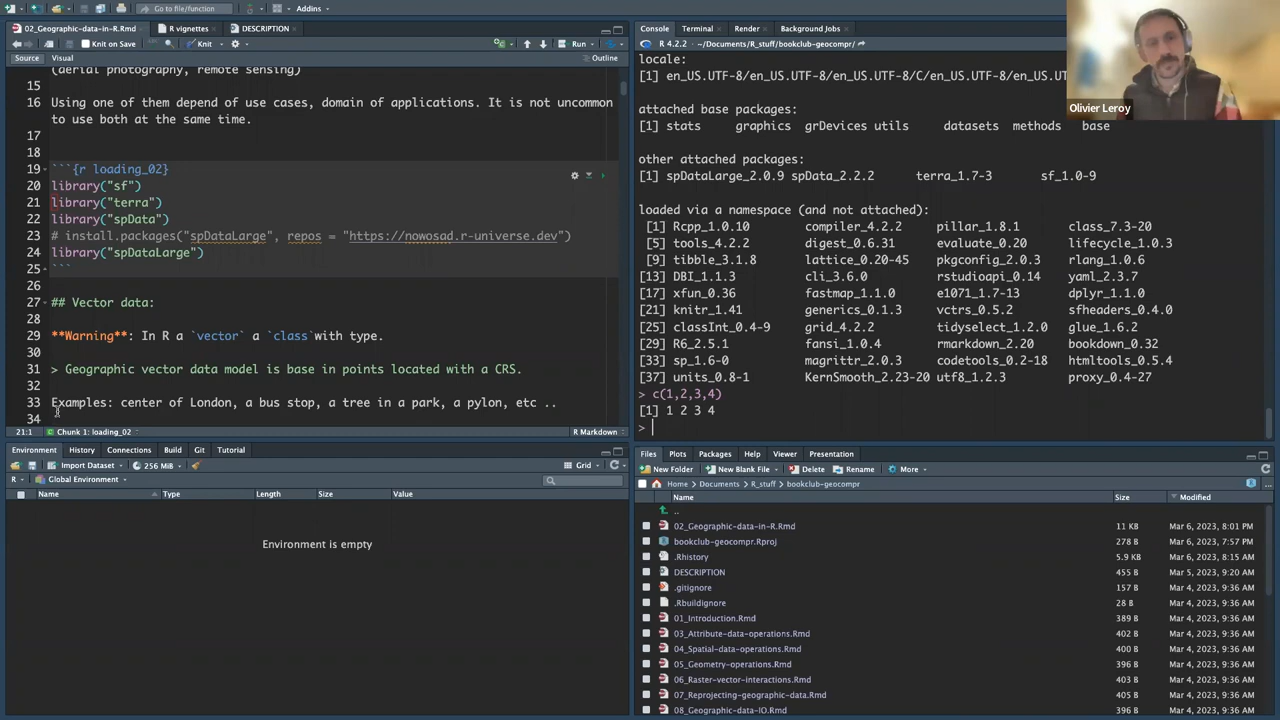 Go to file/function
Addins
02_Geographic-data-in-R.Rmd
R vignettes
DESCRIPTION
Knit on Save
Knit
Run
Source
Visual
Outline
(aerial photography, remote sensing)
15
16 Using one of them depend of use cases, domain of applications. It is not uncommon
to use both at the same time.
17
18
19 ```{r loading_02}
20 library("sf")
21 library("terra")
22 library("spData")
23 # install.packages("spDataLarge", repos = "https://nowosad.r-universe.dev")
24 library("spDataLarge")
25 ```
26
27 ## Vector data:
28
29 **Warning**: In R a `vector` a `class`with type.
30
31 > Geographic vector data model is base in points located with a CRS.
32
33 Examples: center of London, a bus stop, a tree in a park, a pylon, etc ..
34
21:1 Chunk 1: loading_02 R Markdown
Environment History Connections Build Git Tutorial
Import Dataset 256 MiB Grid
R Global Environment
Name Type Length Size Value
Environment is empty
Console Terminal Render Background Jobs
R 4.2.2 · ~/Documents/R_stuff/bookclub-geocompr/
locale:
[1] en_US.UTF-8/en_US.UTF-8/en_US.UTF-8/C/en_US.UTF-8/en_US.UTF-
attached base packages:
[1] stats graphics grDevices utils datasets methods base
other attached packages:
[1] spDataLarge_2.0.9 spData_2.2.2 terra_1.7-3 sf_1.0-9
loaded via a namespace (and not attached):
[1] Rcpp_1.0.10 compiler_4.2.2 pillar_1.8.1 class_7.3-20
[5] tools_4.2.2 digest_0.6.31 evaluate_0.20 lifecycle_1.0.3
[9] tibble_3.1.8 lattice_0.20-45 pkgconfig_2.0.3 rlang_1.0.6
[13] DBI_1.1.3 cli_3.6.0 rstudioapi_0.14 yaml_2.3.7
[17] xfun_0.36 fastmap_1.1.0 e1071_1.7-13 dplyr_1.1.0
[21] knitr_1.41 generics_0.1.3 vctrs_0.5.2 sfheaders_0.4.0
[25] classInt_0.4-9 grid_4.2.2 tidyselect_1.2.0 glue_1.6.2
[29] R6_2.5.1 fansi_1.0.4 rmarkdown_2.20 bookdown_0.32
[33] sp_1.6-0 magrittr_2.0.3 codetools_0.2-18 htmltools_0.5.4
[37] units_0.8-1 KernSmooth_2.23-20 utf8_1.2.3 proxy_0.4-27
> c(1,2,3,4)
[1] 1 2 3 4
>
Olivier Leroy
Files Plots Packages Help Viewer Presentation
New Folder New Blank File Delete Rename More
Home Documents R_stuff bookclub-geocompr ...
Name Size Modified
..
02_Geographic-data-in-R.Rmd 11 KB Mar 6, 2023, 8:01 PM
bookclub-geocompr.Rproj 278 B Mar 6, 2023, 7:57 PM
.Rhistory 5.9 KB Mar 6, 2023, 8:15 AM
DESCRIPTION 455 B Mar 5, 2023, 9:20 AM
.gitignore 157 B Mar 4, 2023, 9:36 AM
.Rbuildignore 28 B Mar 4, 2023, 9:36 AM
01_Introduction.Rmd 389 B Mar 4, 2023, 9:36 AM
03_Attribute-data-operations.Rmd 402 B Mar 4, 2023, 9:36 AM
04_Spatial-data-operations.Rmd 400 B Mar 4, 2023, 9:36 AM
05_Geometry-operations.Rmd 396 B Mar 4, 2023, 9:36 AM
06_Raster-vector-interactions.Rmd 403 B Mar 4, 2023, 9:36 AM
07_Reprojecting-geographic-data.Rmd 405 B Mar 4, 2023, 9:36 AM
08_Geographic-data-IO.Rmd 396 B Mar 4, 2023, 9:36 AM